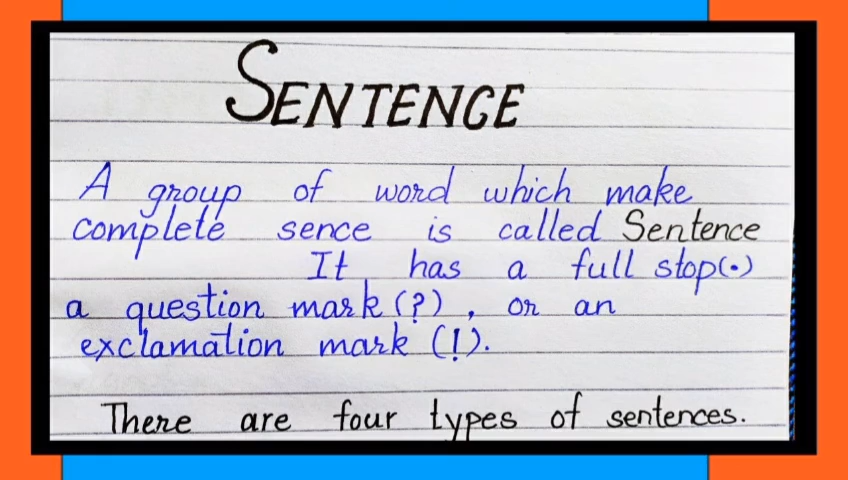 SENTENCE
A group of word which make
complete sence is called Sentence
It has a full stop(.)
a question mark (?), or an
exclamation mark (!).
There are four types of sentences.